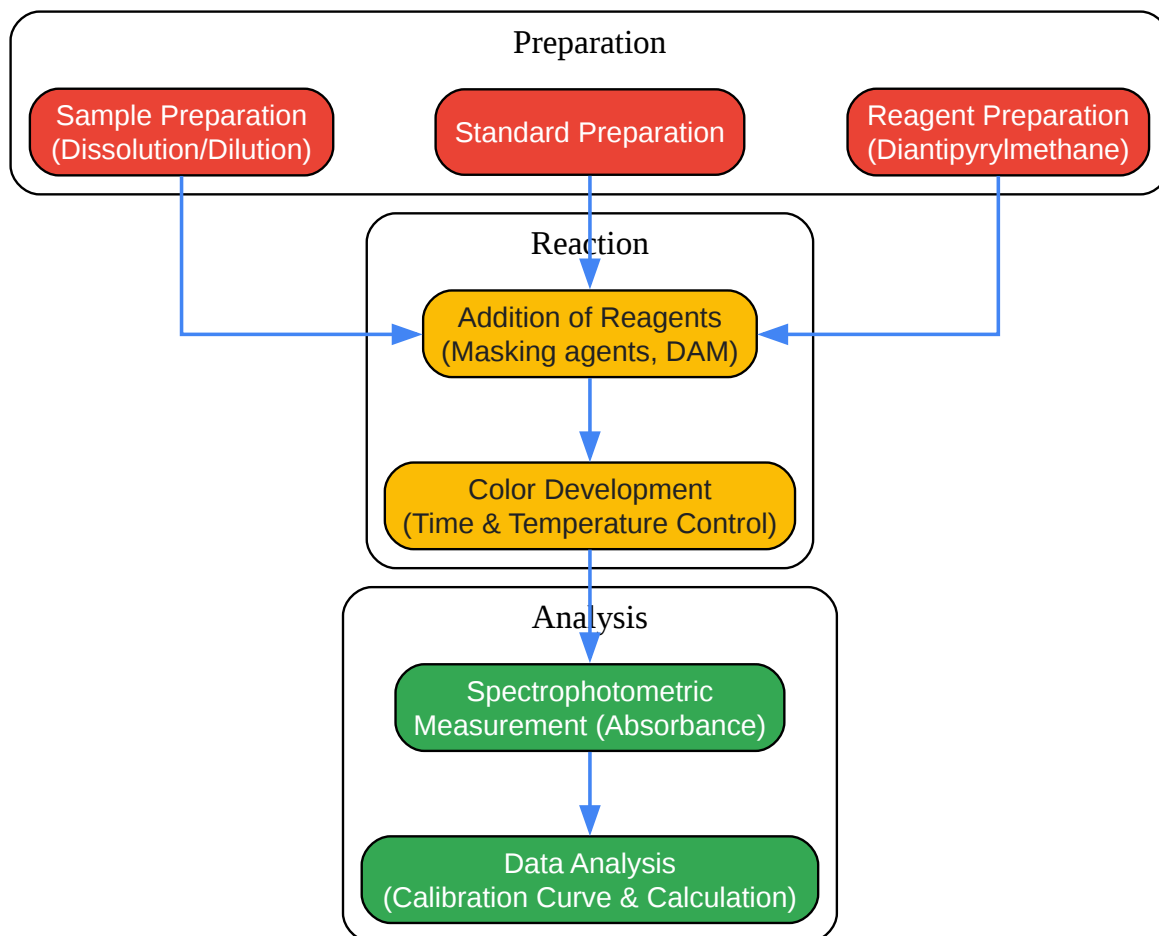 Preparation
Sample Preparation
(Dissolution/Dilution)
Standard Preparation
Reagent Preparation
(Diantipyrylmethane)
Reaction
Addition of Reagents
(Masking agents, DAM)
Color Development
(Time & Temperature Control)
Analysis
Spectrophotometric
Measurement (Absorbance)
Data Analysis
(Calibration Curve & Calculation)